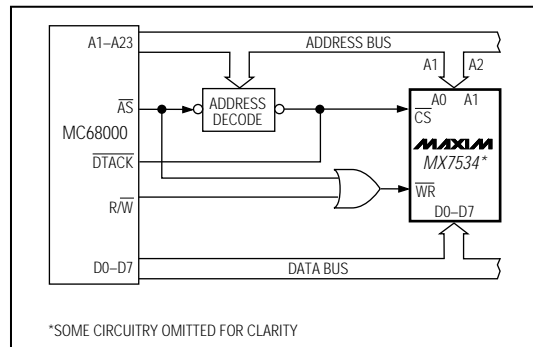 A1–A23
ADDRESS BUS
A1
A2
AS
ADDRESS
DECODE
A0 A1
CS
MC68000
MAXIM
MX7534*
DTACK
R/W
WR
D0–D7
D0–D7
DATA BUS
*SOME CIRCUITRY OMITTED FOR CLARITY